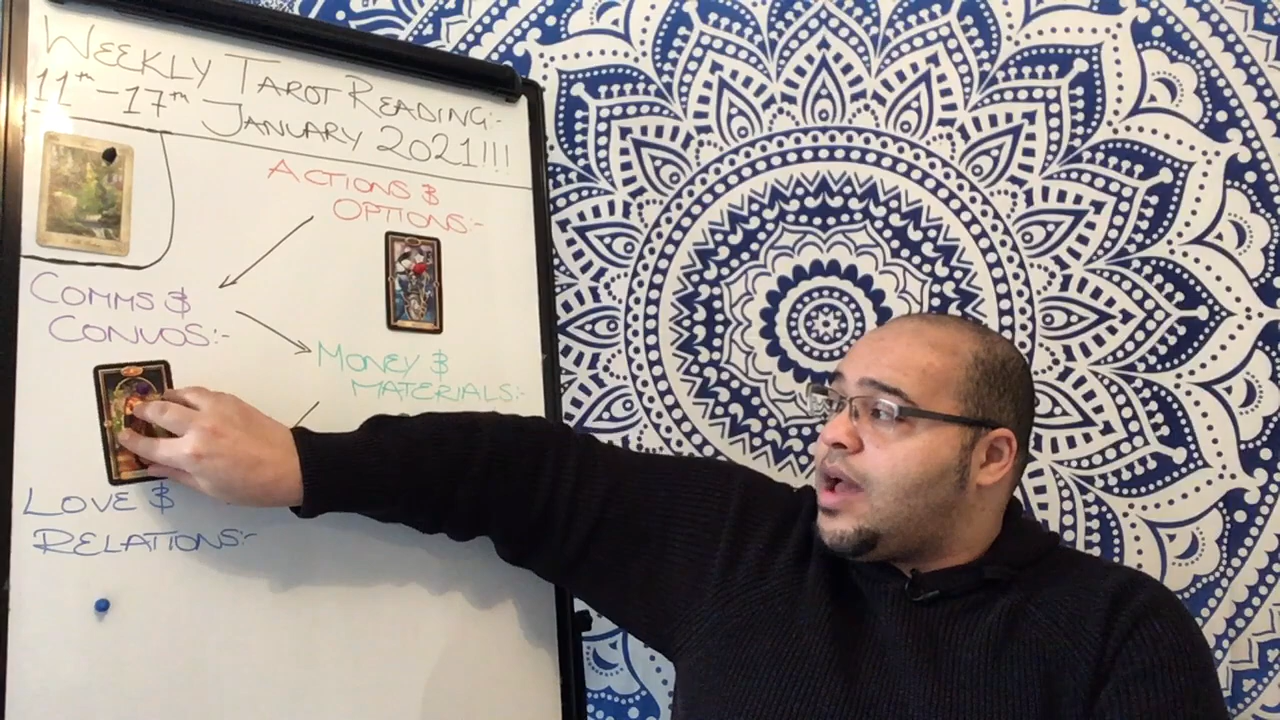 WEEKLY TAROT READING:-
11th - 17th JANUARY 2021!!!
ACTIONS &
OPTIONS:-
COMMS &
CONVOS:-
MONEY &
MATERIALS:-
LOVE &
RELATIONS:-